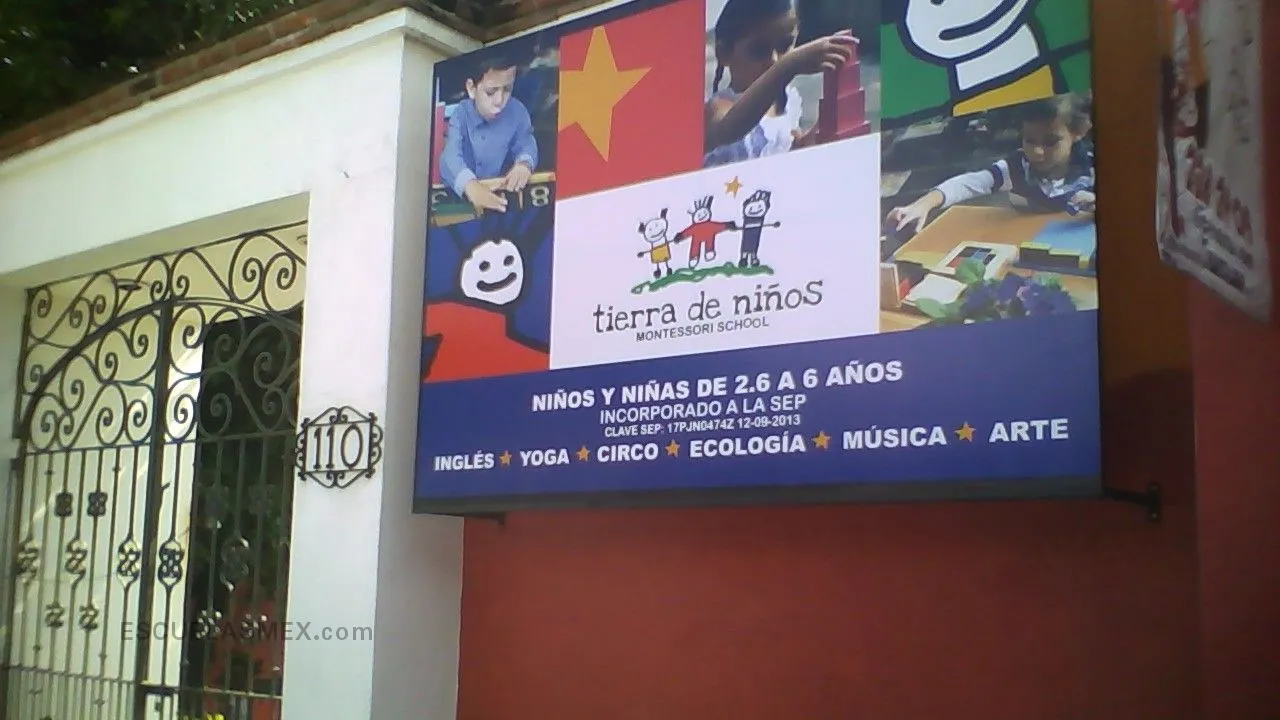 tierra de niños
MONTESSORI SCHOOL
NIÑOS Y NIÑAS DE 2.6 A 6 AÑOS
INCORPORADO A LA SEP
CLAVE SEP: 17PJN0474Z 12-09-2013
INGLÉS ★ YOGA ★ CIRCO ★ ECOLOGÍA ★ MÚSICA ★ ARTE
110
ESCUELASMEX.com